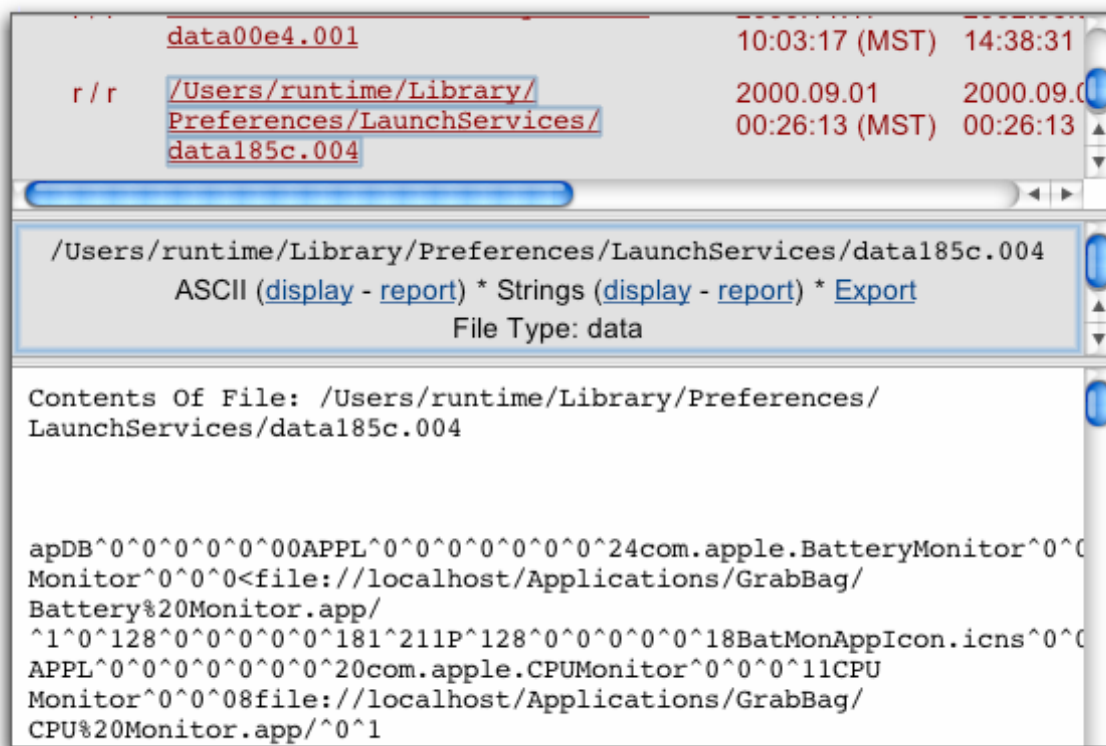 data00e4.001
10:03:17 (MST) 14:38:31
r / r /Users/runtime/Library/ 2000.09.01 2000.09.0
Preferences/LaunchServices/ 00:26:13 (MST) 00:26:13
data185c.004
/Users/runtime/Library/Preferences/LaunchServices/data185c.004
ASCII (display - report) * Strings (display - report) * Export
File Type: data
Contents Of File: /Users/runtime/Library/Preferences/
LaunchServices/data185c.004
apDB^0^0^0^0^0^00APPL^0^0^0^0^0^0^0^24com.apple.BatteryMonitor^0^0
Monitor^0^0^0<file://localhost/Applications/GrabBag/
Battery%20Monitor.app/
^1^0^128^0^0^0^0^0^181^211P^128^0^0^0^0^0^18BatMonAppIcon.icns^0^0
APPL^0^0^0^0^0^0^0^20com.apple.CPUMonitor^0^0^0^11CPU
Monitor^0^0^08file://localhost/Applications/GrabBag/
CPU%20Monitor.app/^0^1